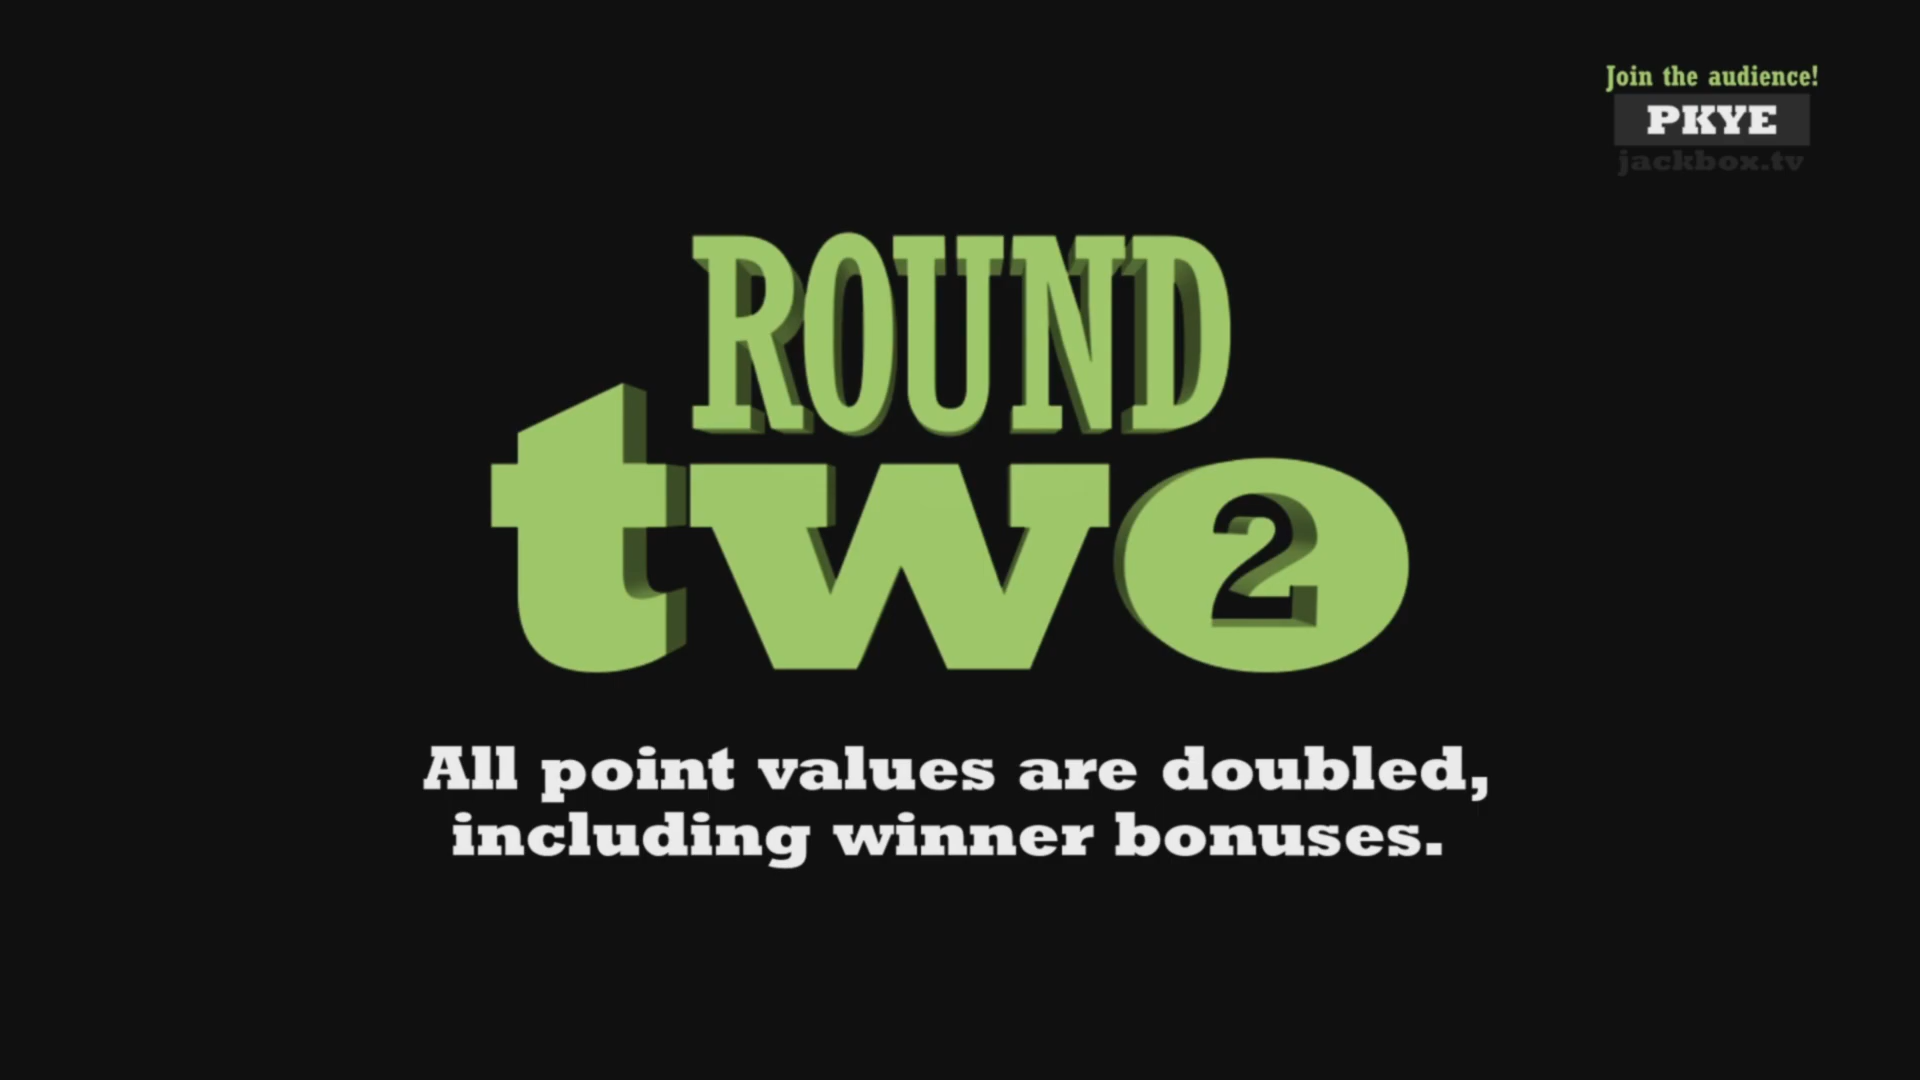 Join the audience!
PKYE
jackbox.tv
ROUND
two
2
All point values are doubled,
including winner bonuses.